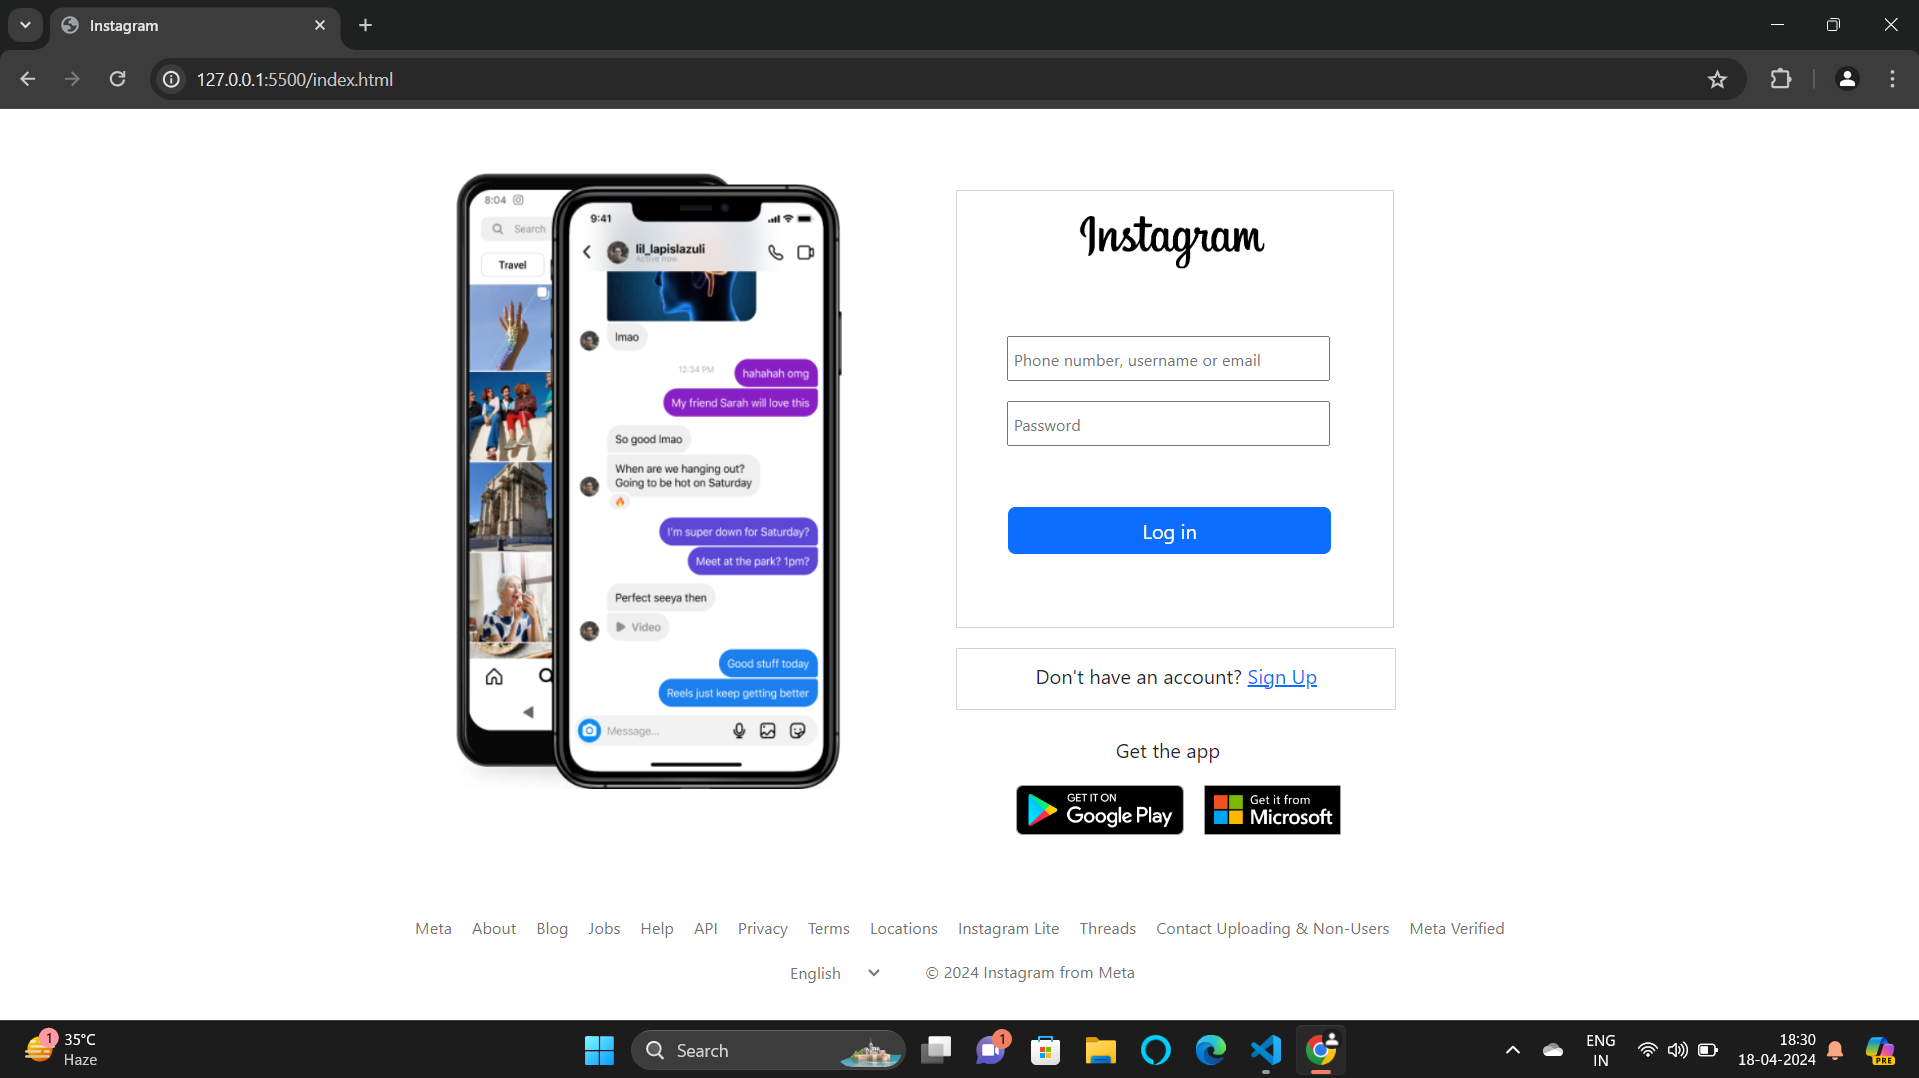 Instagram
127.0.0.1:5500/index.html
8:04
Search
Travel
9:41
lil_lapislazuli
Active now
lmao
12:34 PM
hahahah omg
My friend Sarah will love this
So good lmao
When are we hanging out?
Going to be hot on Saturday
I'm super down for Saturday?
Meet at the park? 1pm?
Perfect seeya then
Video
Good stuff today
Reels just keep getting better
Message...
Instagram
Phone number, username or email
Password
Log in
Don't have an account? Sign Up
Get the app
GET IT ON
Google Play
Get it from
Microsoft
Meta About Blog Jobs Help API Privacy Terms Locations Instagram Lite Threads Contact Uploading & Non-Users Meta Verified
English © 2024 Instagram from Meta
1
35°C
Haze
Search
1
ENG
IN
18:30
18-04-2024
PRE